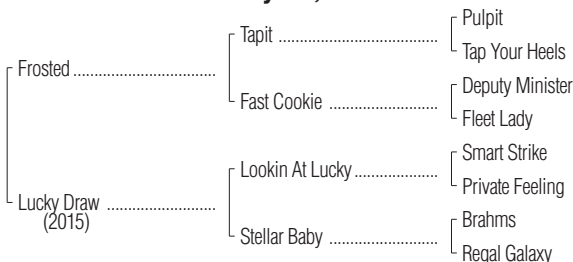 Pulpit
Tapit
Tap Your Heels
Frosted
Deputy Minister
Fast Cookie
Fleet Lady
Smart Strike
Lookin At Lucky
Private Feeling
Lucky Draw
(2015)
Brahms
Stellar Baby
Regal Galaxy